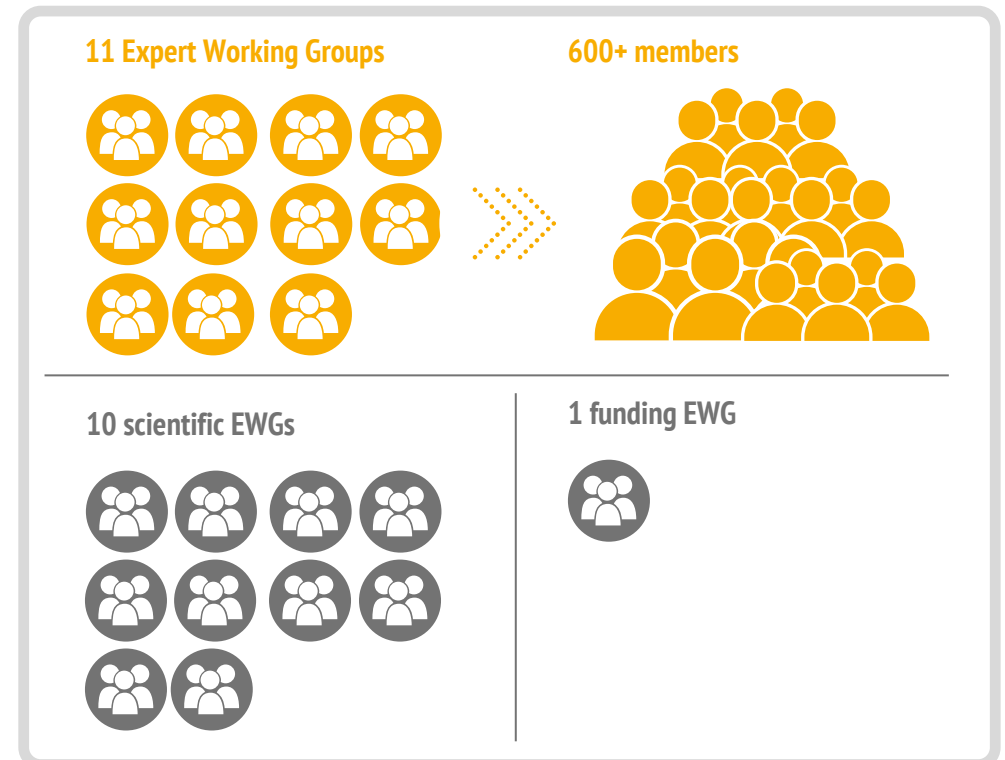 11 Expert Working Groups
600+ members
10 scientific EWGs
1 funding EWG